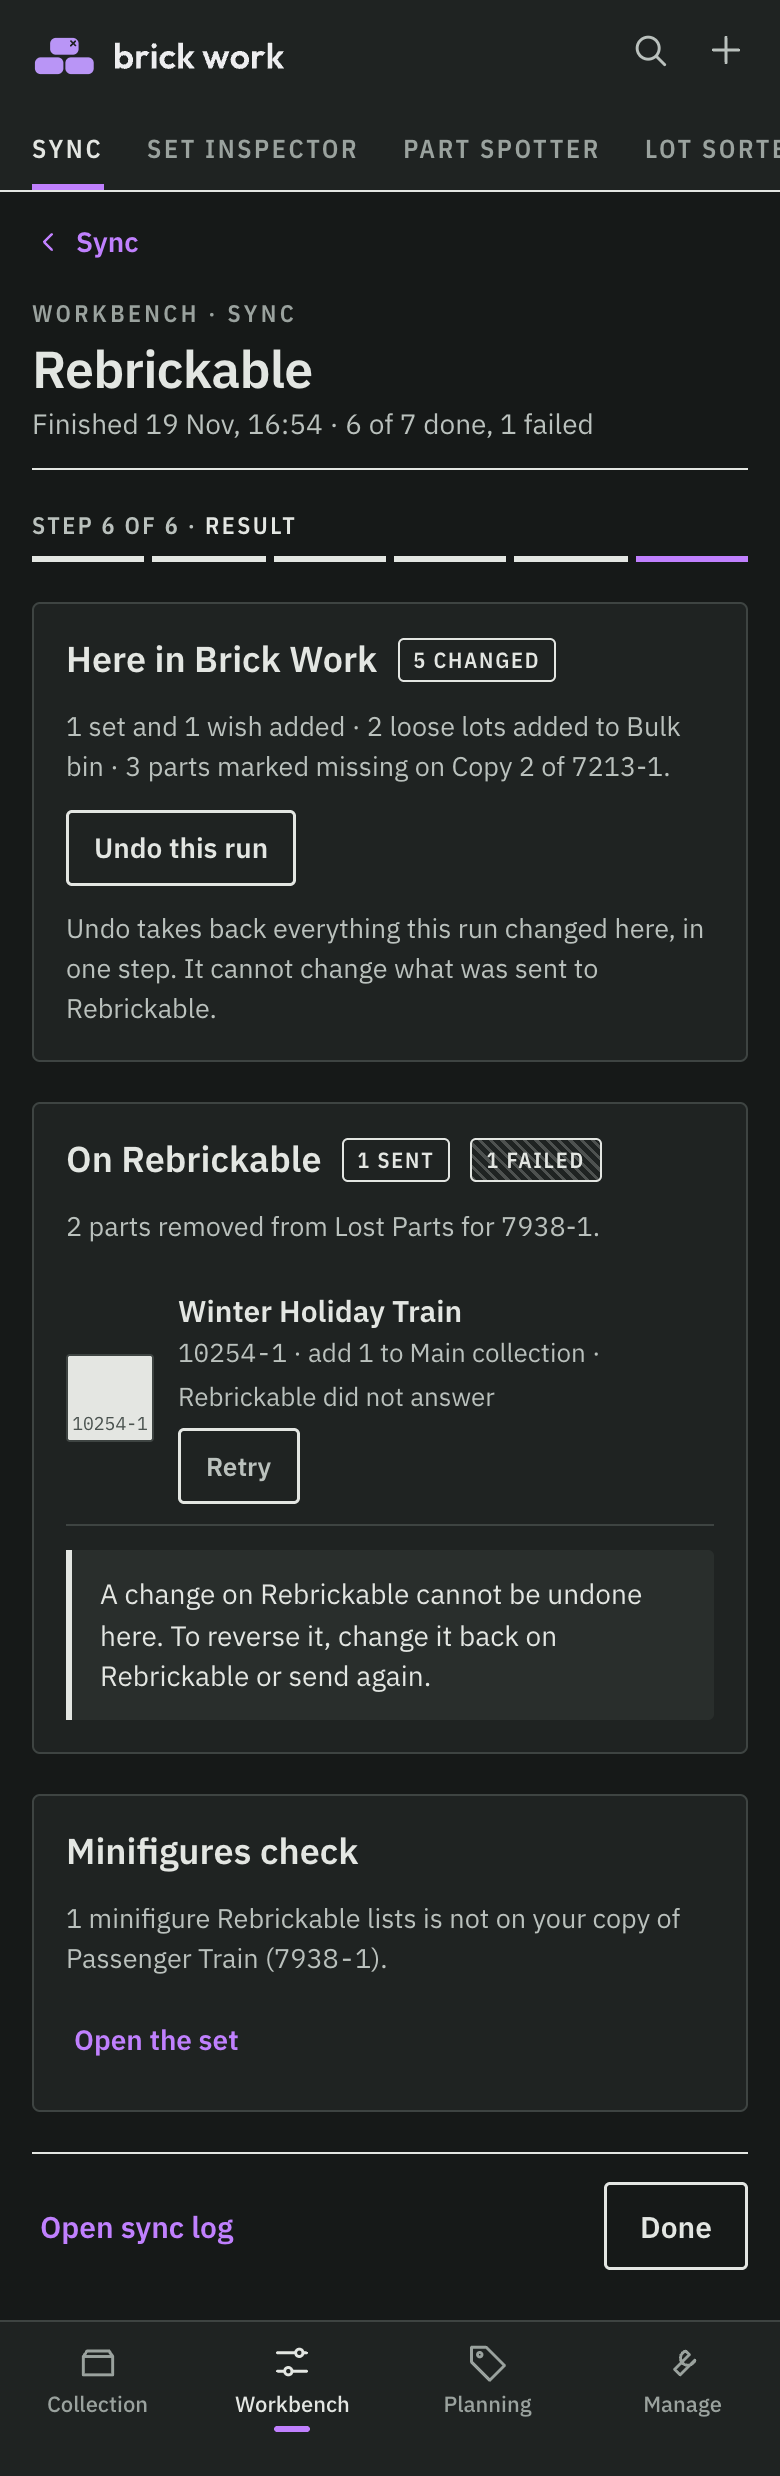 brick work
SYNC SET INSPECTOR PART SPOTTER LOT SORTE
Sync
WORKBENCH · SYNC
Rebrickable
Finished 19 Nov, 16:54 · 6 of 7 done, 1 failed
STEP 6 OF 6 · RESULT
Here in Brick Work 5 CHANGED
1 set and 1 wish added · 2 loose lots added to Bulk
bin · 3 parts marked missing on Copy 2 of 7213-1.
Undo this run
Undo takes back everything this run changed here, in
one step. It cannot change what was sent to
Rebrickable.
On Rebrickable 1 SENT 1 FAILED
2 parts removed from Lost Parts for 7938-1.
Winter Holiday Train
10254-1 · add 1 to Main collection ·
Rebrickable did not answer
10254-1
Retry
A change on Rebrickable cannot be undone
here. To reverse it, change it back on
Rebrickable or send again.
Minifigures check
1 minifigure Rebrickable lists is not on your copy of
Passenger Train (7938-1).
Open the set
Open sync log Done
Collection Workbench Planning Manage